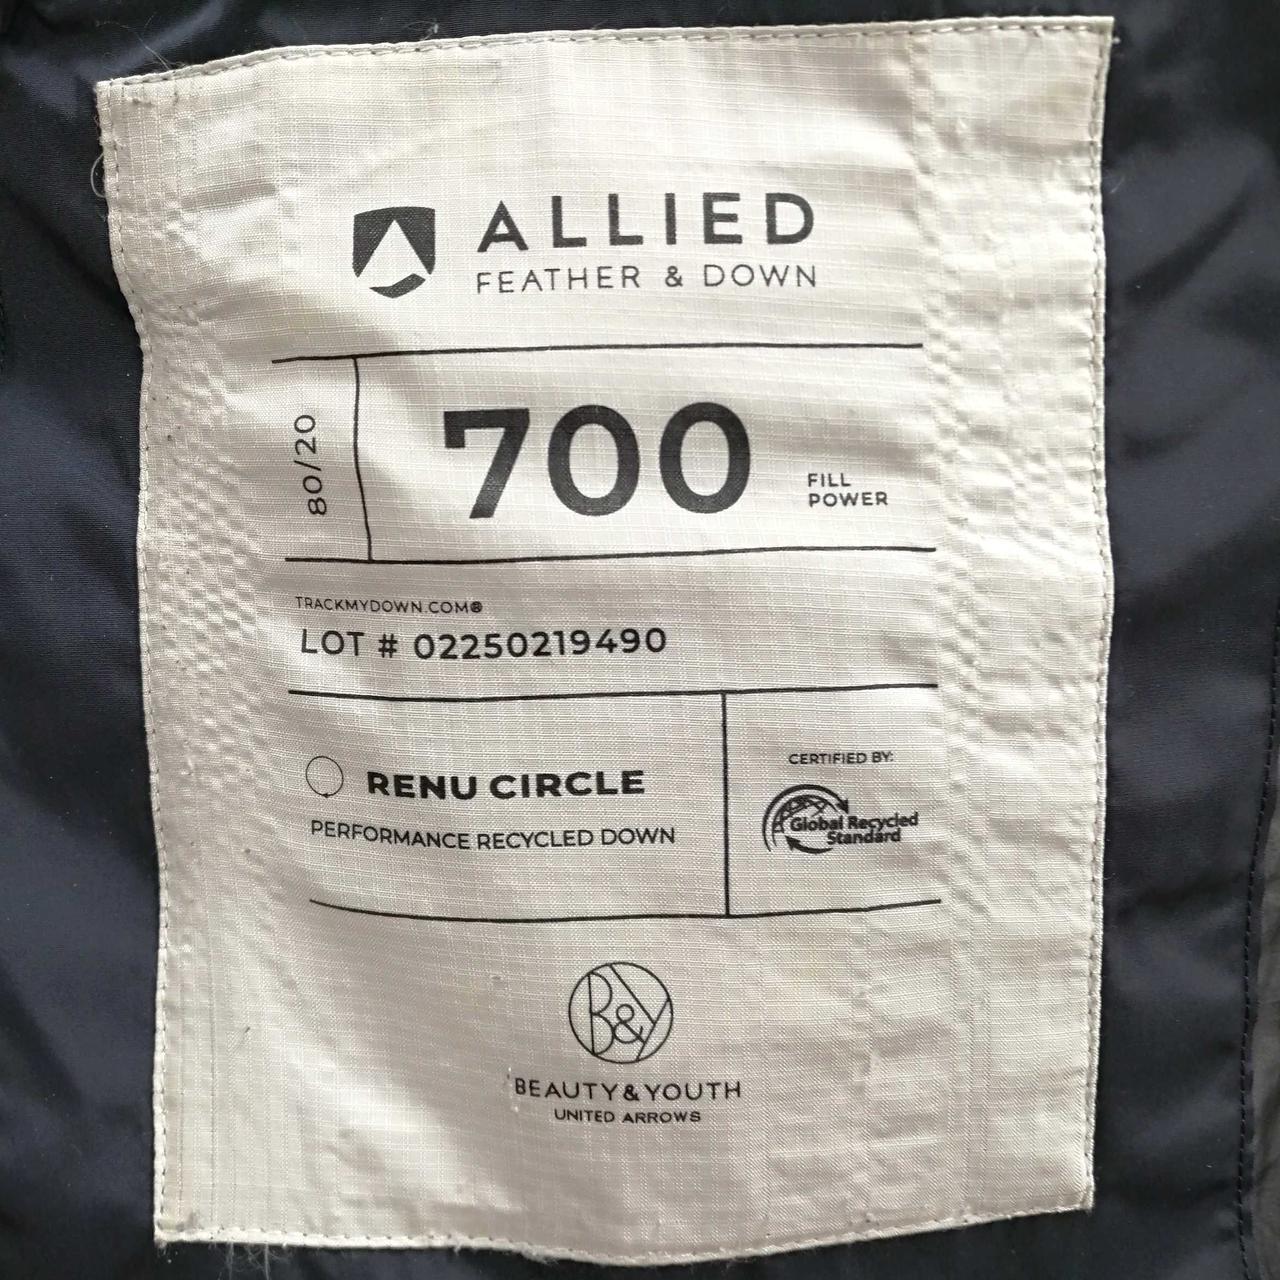 ALLIED
FEATHER & DOWN
80/20
700
FILL
POWER
TRACKMYDOWN.COM®
LOT # 02250219490
RENU CIRCLE
PERFORMANCE RECYCLED DOWN
CERTIFIED BY:
Global Recycled
Standard
B&Y
BEAUTY&YOUTH
UNITED ARROWS